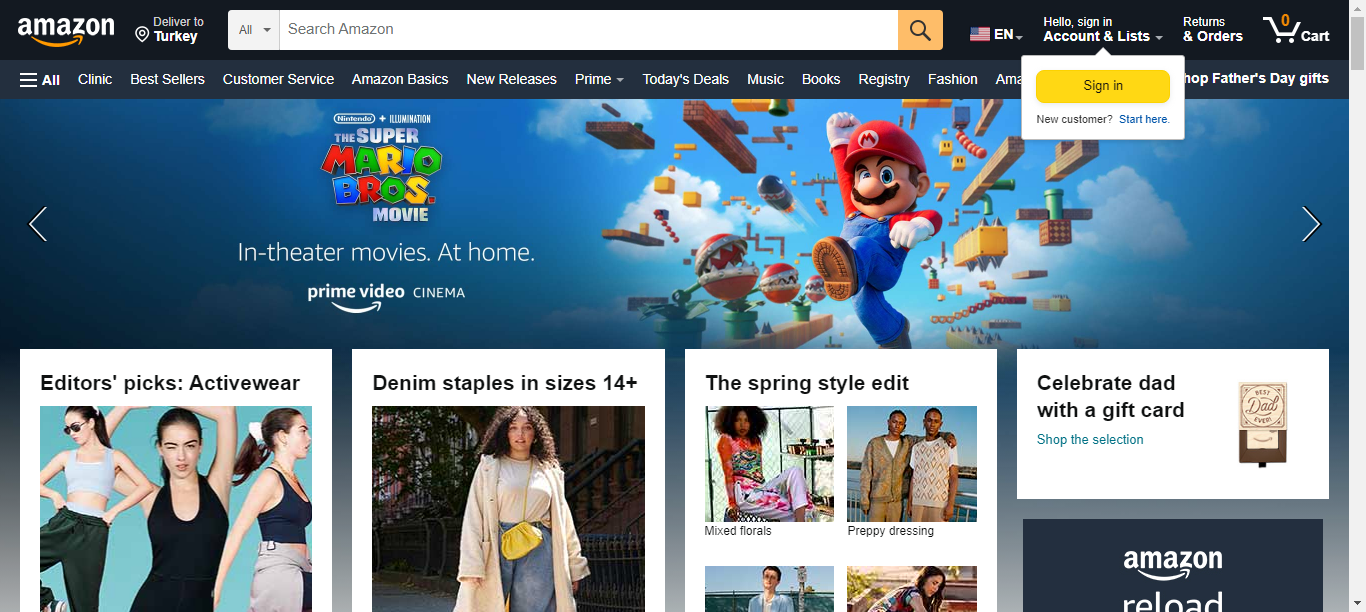 amazon
Deliver to
Turkey
All
Search Amazon
EN
Hello, sign in
Account & Lists
Returns
& Orders
0
Cart
All
Clinic
Best Sellers
Customer Service
Amazon Basics
New Releases
Prime
Today's Deals
Music
Books
Registry
Fashion
Ama
hop Father's Day gifts
Sign in
New customer? Start here.
Nintendo + ILLUMINATION
THE SUPER
MARIO
BROS.
MOVIE
In-theater movies. At home.
prime video CINEMA
Editors' picks: Activewear
Denim staples in sizes 14+
The spring style edit
Mixed florals
Preppy dressing
Celebrate dad
with a gift card
Shop the selection
BEST
Dad
EVER!
amazon
reload